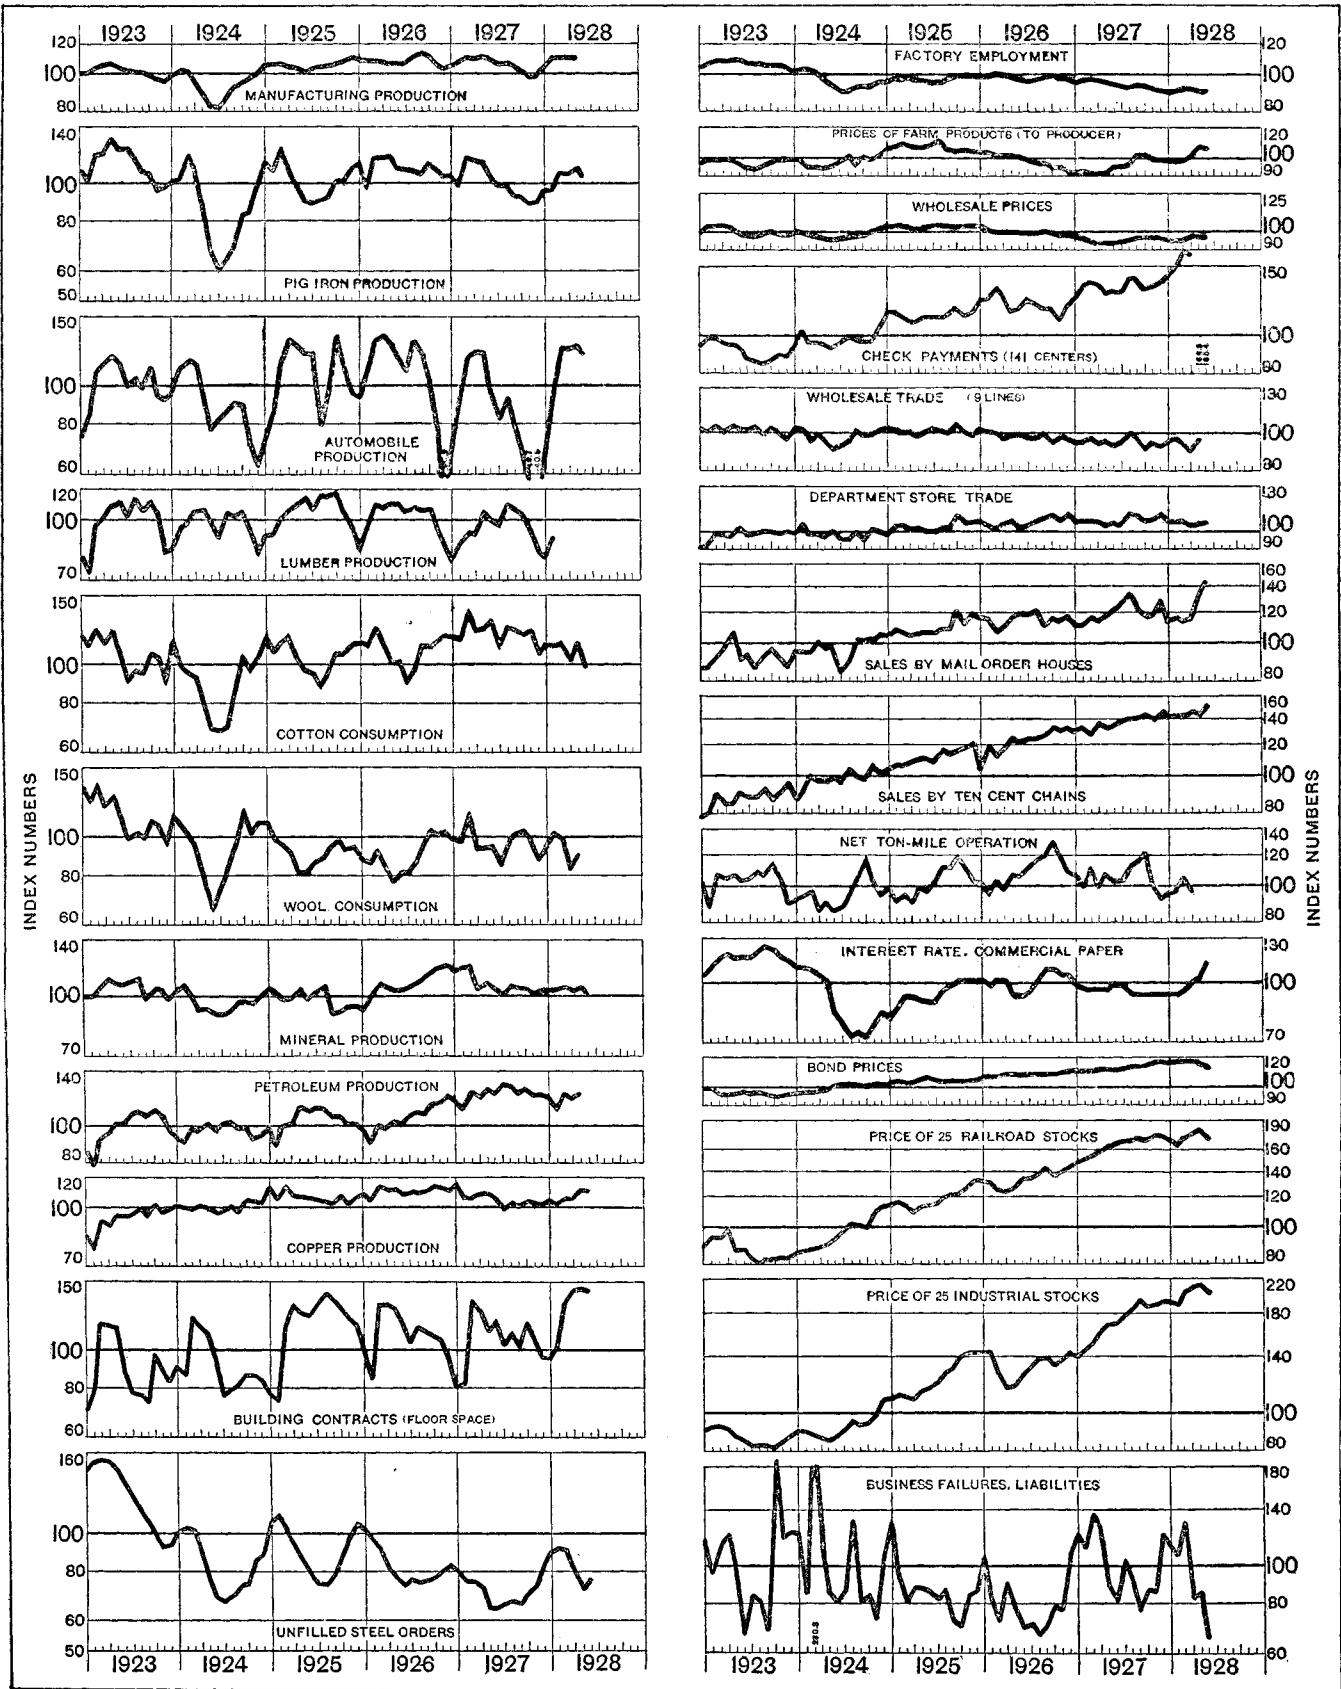 1923 1924 1925 1926 1927 1928
120
100
80
MANUFACTURING PRODUCTION
140
100
80
60
50
PIG IRON PRODUCTION
150
100
80
60
AUTOMOBILE
PRODUCTION
120
100
70
LUMBER PRODUCTION
150
100
80
60
COTTON CONSUMPTION
150
100
80
60
WOOL CONSUMPTION
140
100
70
MINERAL PRODUCTION
140
100
80
PETROLEUM PRODUCTION
120
100
70
COPPER PRODUCTION
150
100
80
60
BUILDING CONTRACTS (FLOOR SPACE)
160
100
80
60
50
UNFILLED STEEL ORDERS
1923 1924 1925 1926 1927 1928
INDEX NUMBERS
1923 1924 1925 1926 1927 1928
FACTORY EMPLOYMENT
120
100
80
PRICES OF FARM PRODUCTS (TO PRODUCER)
120
100
90
WHOLESALE PRICES
125
100
90
150
100
80
CHECK PAYMENTS (141 CENTERS)
WHOLESALE TRADE (9 LINES)
130
100
80
DEPARTMENT STORE TRADE
130
100
90
160
140
120
100
80
SALES BY MAIL ORDER HOUSES
160
140
120
100
80
SALES BY TEN CENT CHAINS
NET TON-MILE OPERATION
140
120
100
80
INTEREST RATE, COMMERCIAL PAPER
130
100
70
BOND PRICES
120
100
90
PRICE OF 25 RAILROAD STOCKS
190
160
140
120
100
80
PRICE OF 25 INDUSTRIAL STOCKS
220
180
140
100
80
BUSINESS FAILURES, LIABILITIES
180
140
100
80
60
1923 1924 1925 1926 1927 1928
INDEX NUMBERS